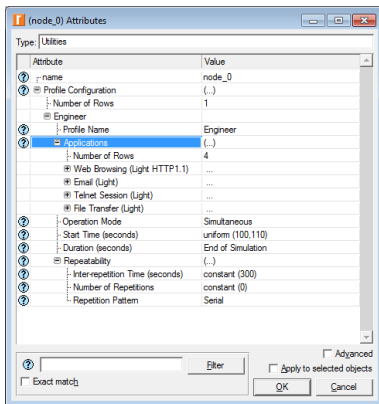 (node_0) Attributes
Type: Utilities
Attribute Value
name node_0
Profile Configuration (...)
Number of Rows 1
Engineer
Profile Name Engineer
Applications (...)
Number of Rows 4
Web Browsing (Light HTTP1.1) ...
Email (Light) ...
Telnet Session (Light) ...
File Transfer (Light) ...
Operation Mode Simultaneous
Start Time (seconds) uniform (100,110)
Duration (seconds) End of Simulation
Repeatability (...)
Inter-repetition Time (seconds) constant (300)
Number of Repetitions constant (0)
Repetition Pattern Serial
Advanced
Filter Apply to selected objects
Exact match
OK Cancel